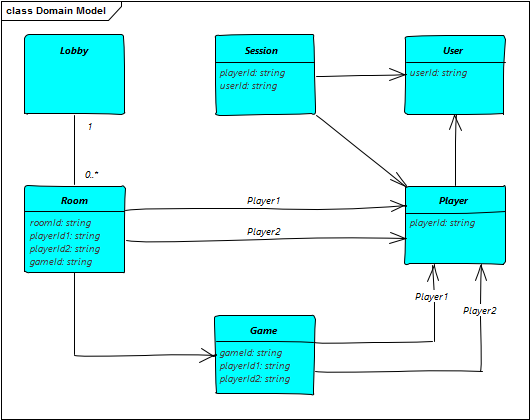 class Domain Model
Lobby
Session
playerId: string
userId: string
User
userId: string
1
0..*
Room
roomId: string
playerId1: string
playerId2: string
gameId: string
Player1
Player2
Player
playerId: string
Player1
Player2
Game
gameId: string
playerId1: string
playerId2: string